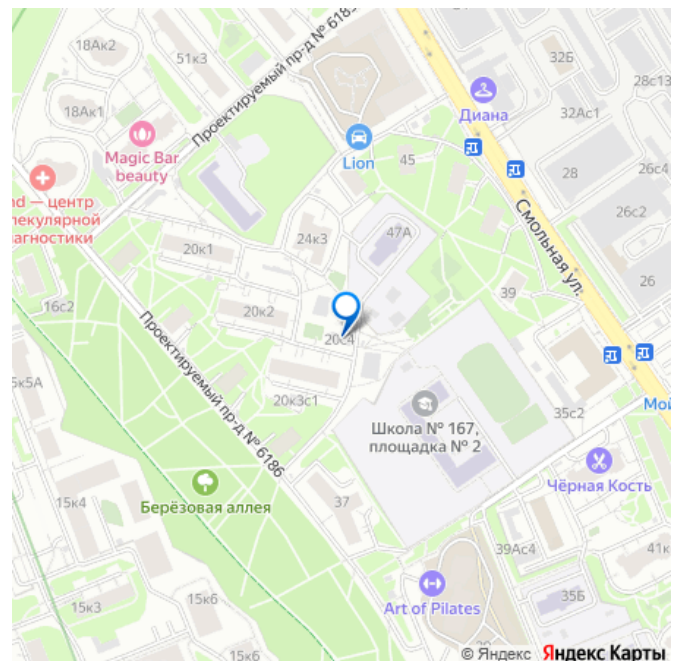 18Ак2
51к3
Проектируемый пр-д № 6185
32Б
28с13
Диана
32Ас1
18Ак1
Magic Bar
beauty
Lion
45
28
26с4
nd — центр
лекулярной
агностики
26с2
Смольная ул.
47А
24к3
20к1
26
39
16с2
20к2
20с4
Проектируемый пр-д № 6186
5к5А
20к3с1
Школа № 167,
площадка № 2
35с2
Мой
Чёрная Кость
Берёзовая аллея
37
15к4
39Ас4
41к
Art of Pilates
35Б
15к3
15к6
15к6
© Яндекс Яндекс Карты